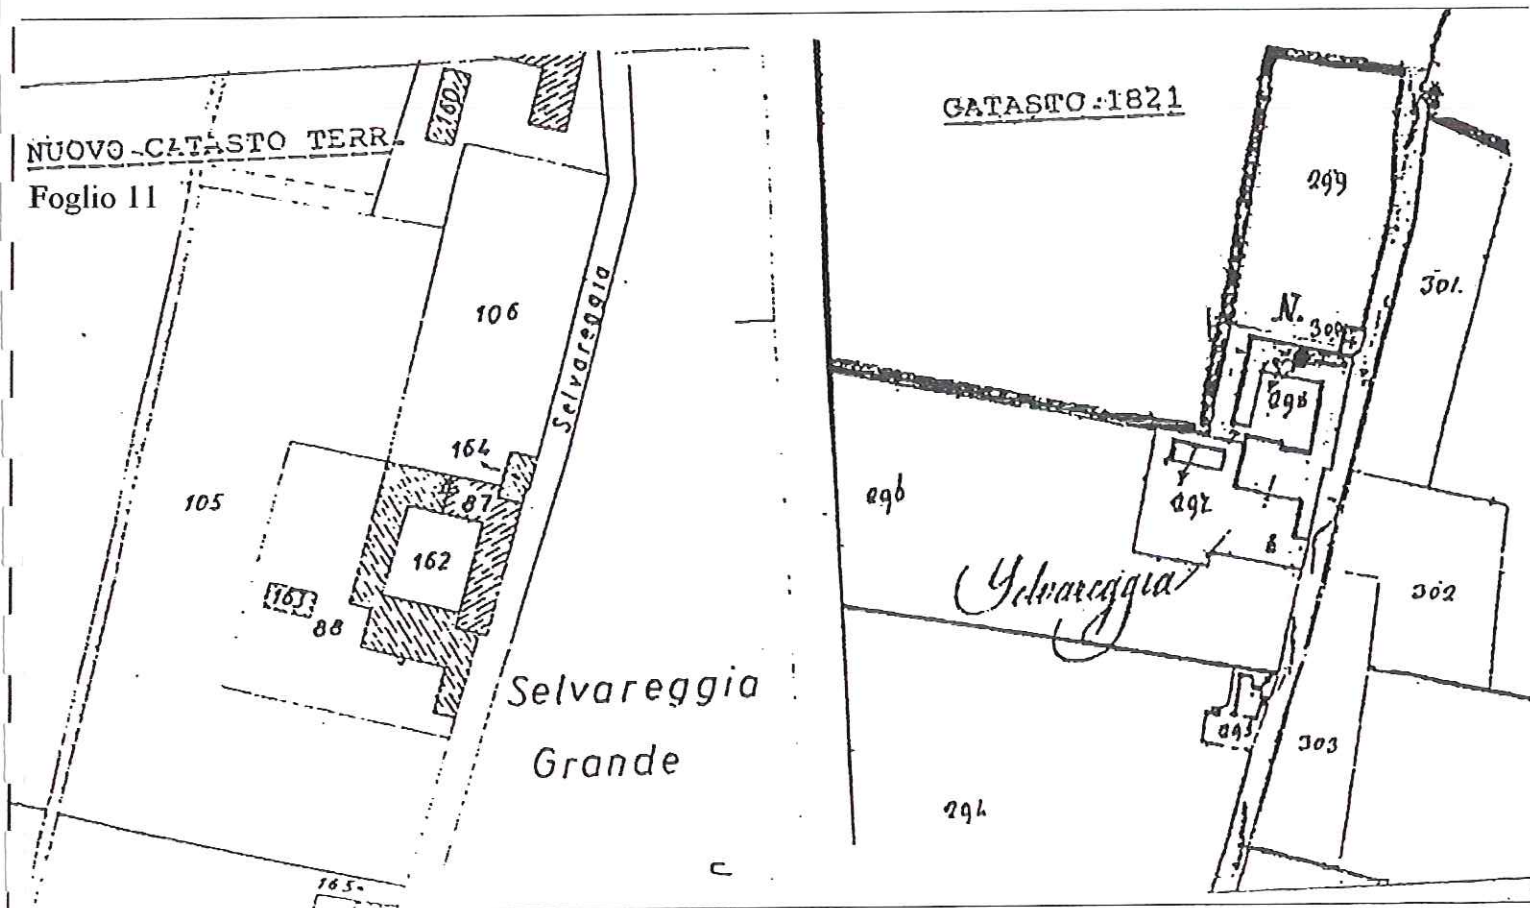 NUOVO CATASTO TERR.
Foglio 11
160
106
Selvareggia
164
87
105
162
163
88
Selvareggia
Grande
165
C
CATASTO 1821
299
301.
N.
300
298
296
297
Selvareggia
302
295
303
294